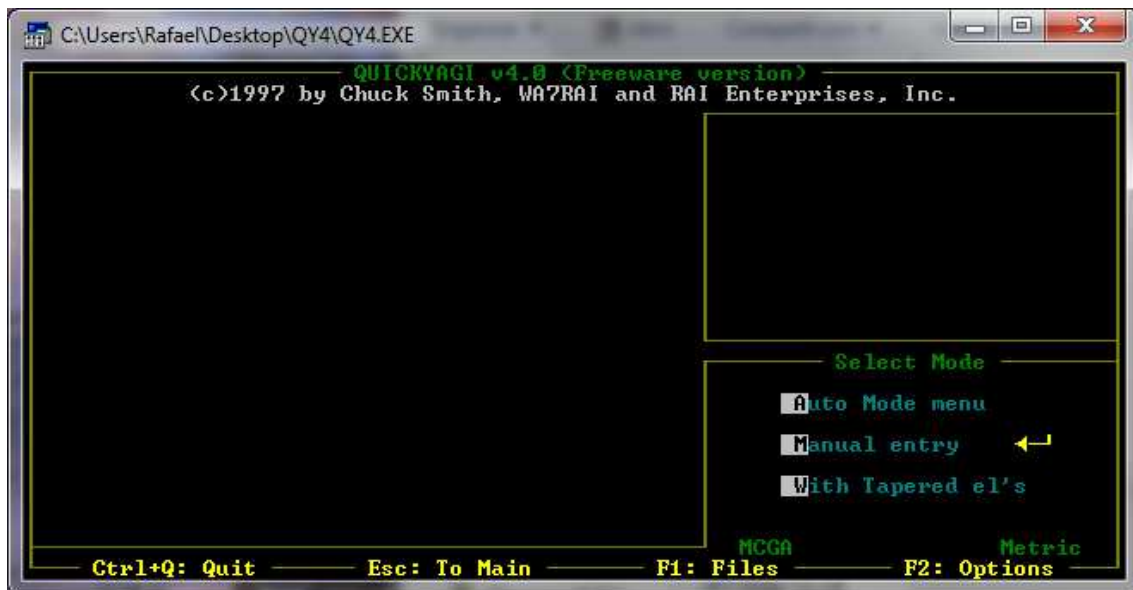 C:\Users\Rafael\Desktop\QY4\QY4.EXE
QUICKYAGI v4.0 (Freeware version)
(c)1997 by Chuck Smith, WA7RAI and RAI Enterprises, Inc.
Select Mode
Auto Mode menu
Manual entry
With Tapered el's
MCGA Metric
Ctrl+Q: Quit Esc: To Main F1: Files F2: Options